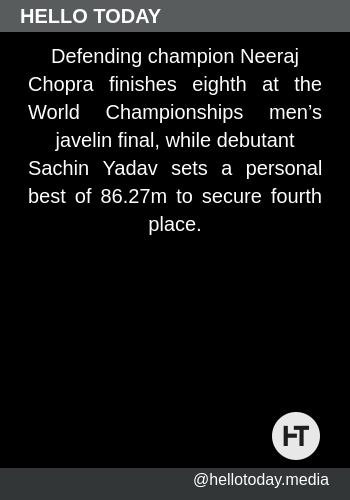 HELLO TODAY
Defending champion Neeraj
Chopra finishes eighth at the
World Championships men’s
javelin final, while debutant
Sachin Yadav sets a personal
best of 86.27m to secure fourth
place.
HT
@hellotoday.media